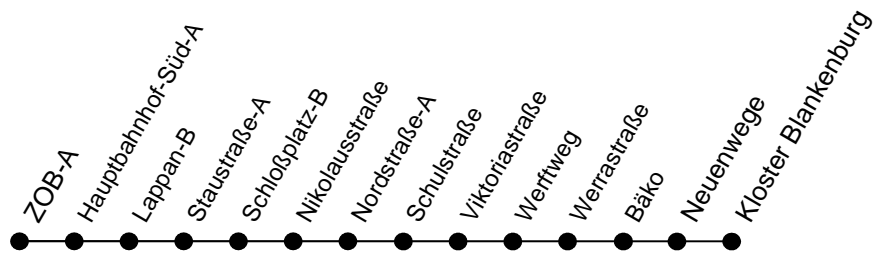 ZOB-A
Hauptbahnhof-Süd-A
Lappan-B
Staustraße-A
Schloßplatz-B
Nikolausstraße
Nordstraße-A
Schulstraße
Viktoriastraße
Werftweg
Werrastraße
Bäko
Neuenwege
Kloster Blankenburg